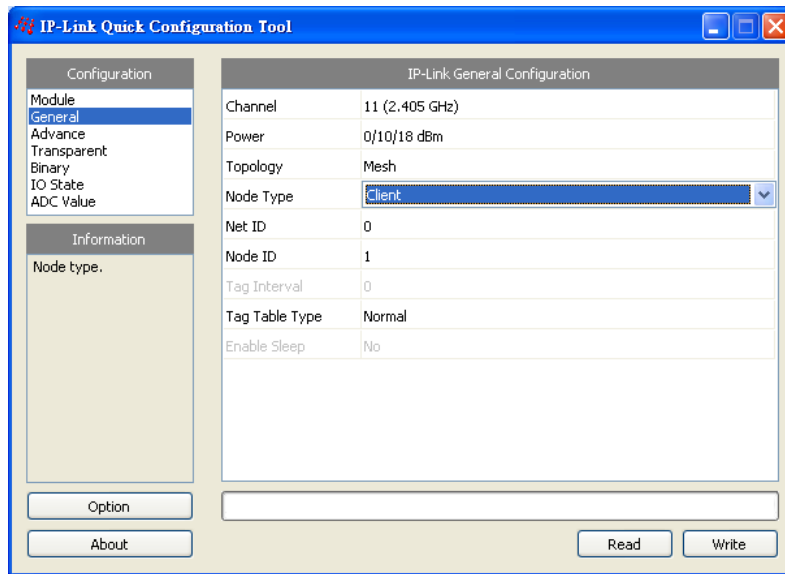 IP-Link Quick Configuration Tool
Configuration
Module
General
Advance
Transparent
Binary
IO State
ADC Value
Information
Node type.
Option
About
IP-Link General Configuration
Channel 11 (2.405 GHz)
Power 0/10/18 dBm
Topology Mesh
Node Type Client
Net ID 0
Node ID 1
Tag Interval 0
Tag Table Type Normal
Enable Sleep No
Read Write